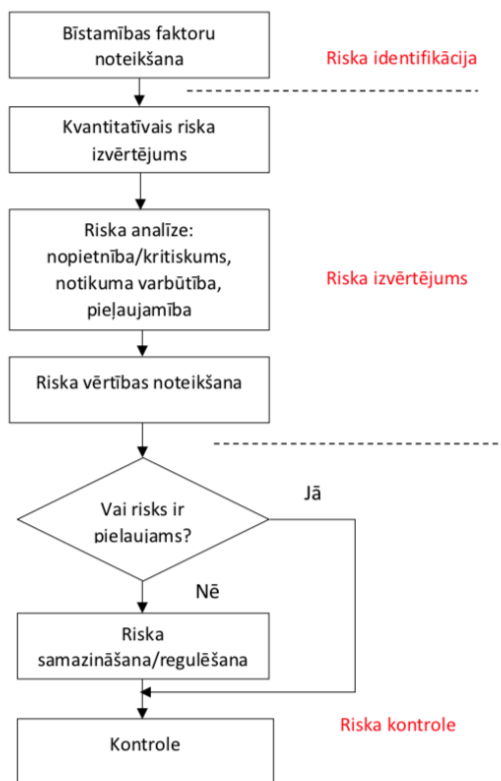 Bīstamības faktoru
noteikšana
Riska identifikācija
Kvantitatīvais riska
izvērtējums
Riska analīze:
nopietnība/kritiskums,
notikuma varbūtība,
pieļaujamība
Riska izvērtējums
Riska vērtības noteikšana
Vai risks ir
pieļaujams?
Jā
Nē
Riska
samazināšana/regulēšana
Riska kontrole
Kontrole